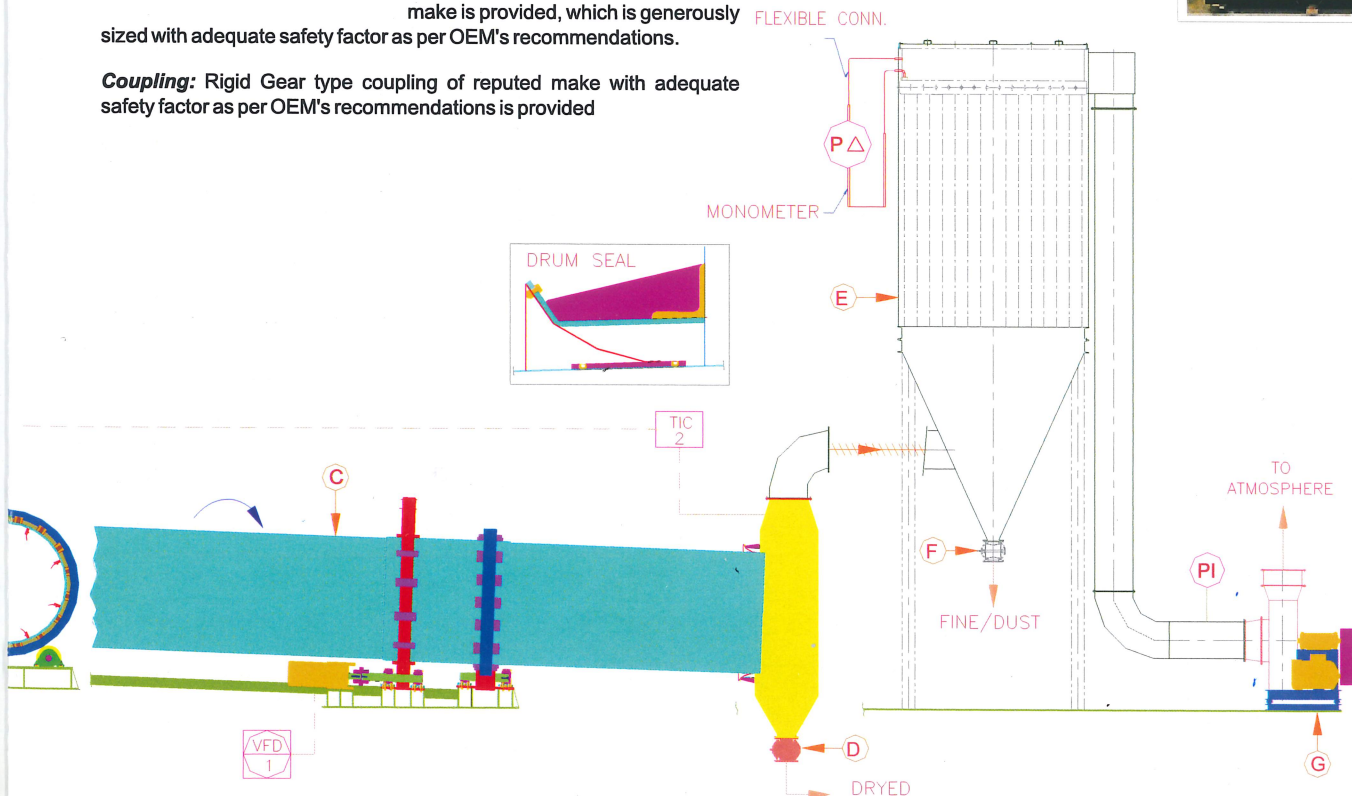 make is provided, which is generously
sized with adequate safety factor as per OEM's recommendations.
Coupling: Rigid Gear type coupling of reputed make with adequate
safety factor as per OEM's recommendations is provided
FLEXIBLE CONN.
P △
MONOMETER
DRUM SEAL
E
TIC
2
C
TO
ATMOSPHERE
F
PI
FINE/DUST
VFD
1
D
G
DRYED